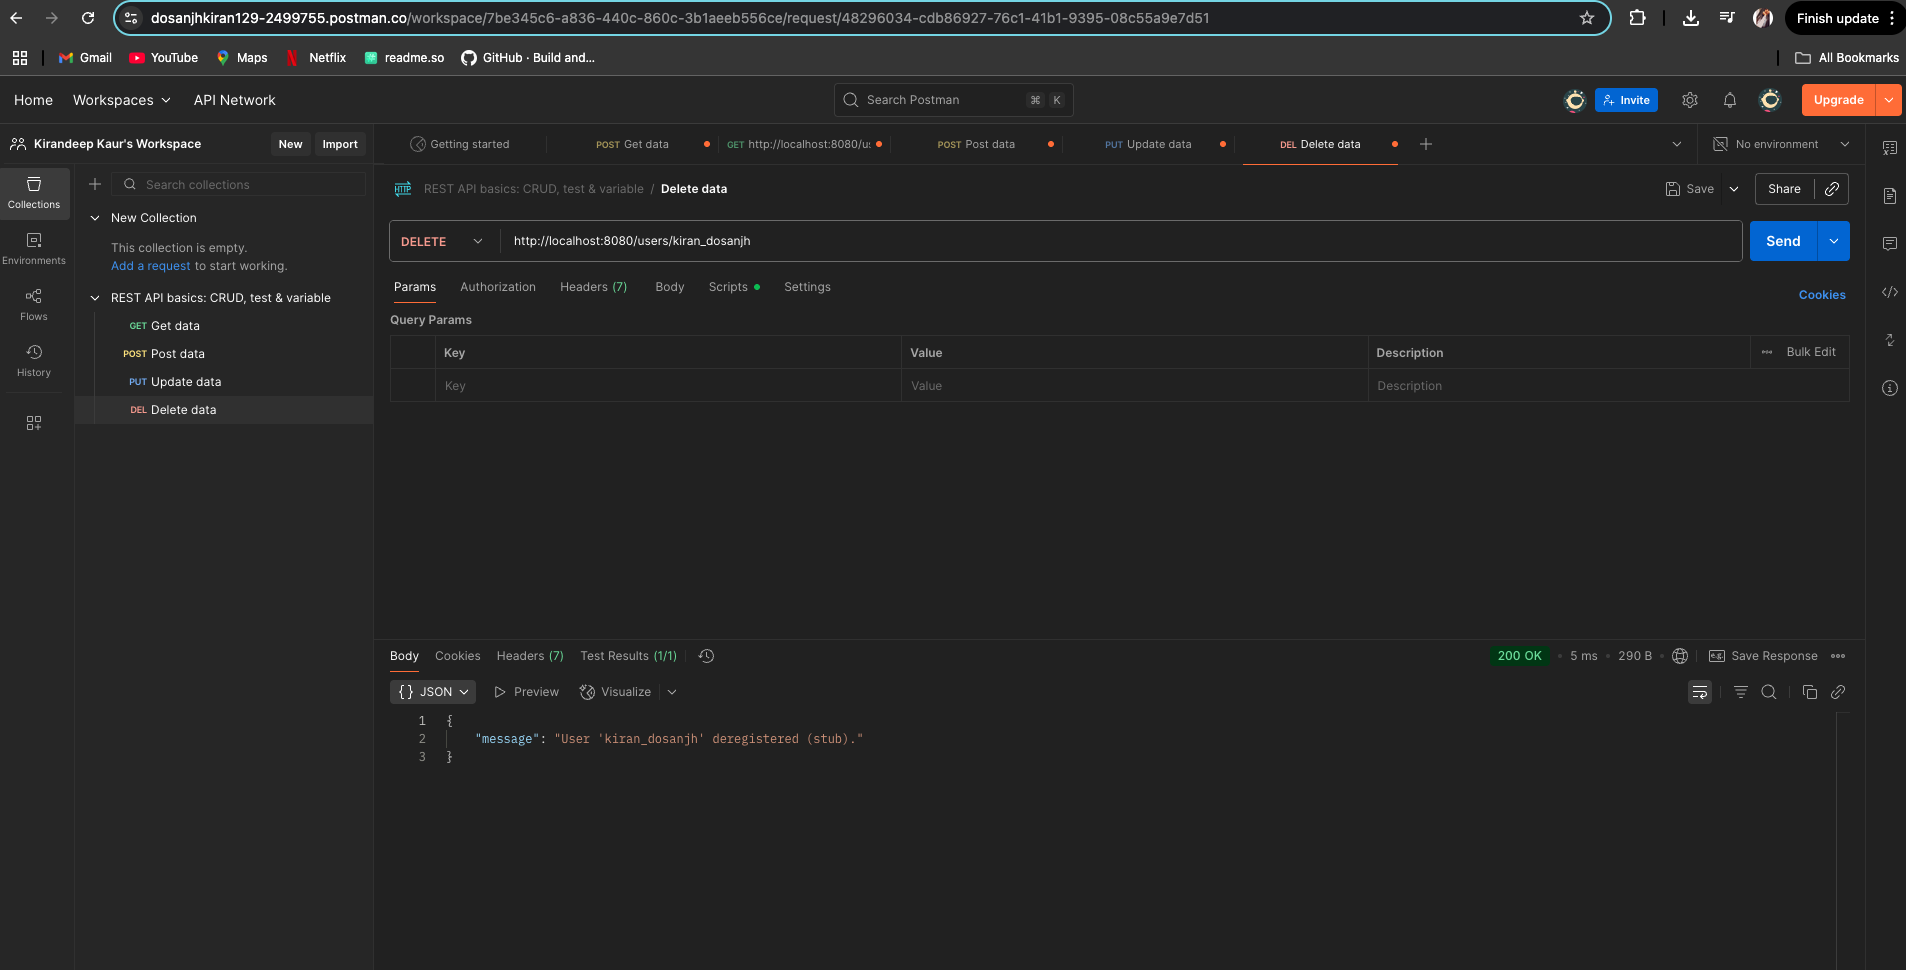 dosanjhkiran129-2499755.postman.co/workspace/7be345c6-a836-440c-860c-3b1aeeb556ce/request/48296034-cdb86927-76c1-41b1-9395-08c55a9e7d51
Finish update
Gmail YouTube Maps Netflix readme.so GitHub · Build and...
All Bookmarks
Home Workspaces API Network
Search Postman ⌘ K
Invite Upgrade
Kirandeep Kaur's Workspace New Import
Getting started POST Get data GET http://localhost:8080/us POST Post data PUT Update data DEL Delete data
No environment
Collections
Environments
Flows
History
Search collections
New Collection
This collection is empty.
Add a request to start working.
REST API basics: CRUD, test & variable
GET Get data
POST Post data
PUT Update data
DEL Delete data
HTTP REST API basics: CRUD, test & variable / Delete data
Save Share
DELETE http://localhost:8080/users/kiran_dosanjh Send
Params Authorization Headers (7) Body Scripts Settings
Cookies
Query Params
Key Value Description Bulk Edit
Key Value Description
Body Cookies Headers (7) Test Results (1/1)
200 OK • 5 ms • 290 B e.g. Save Response
{} JSON Preview Visualize
1 {
2 "message": "User 'kiran_dosanjh' deregistered (stub)."
3 }